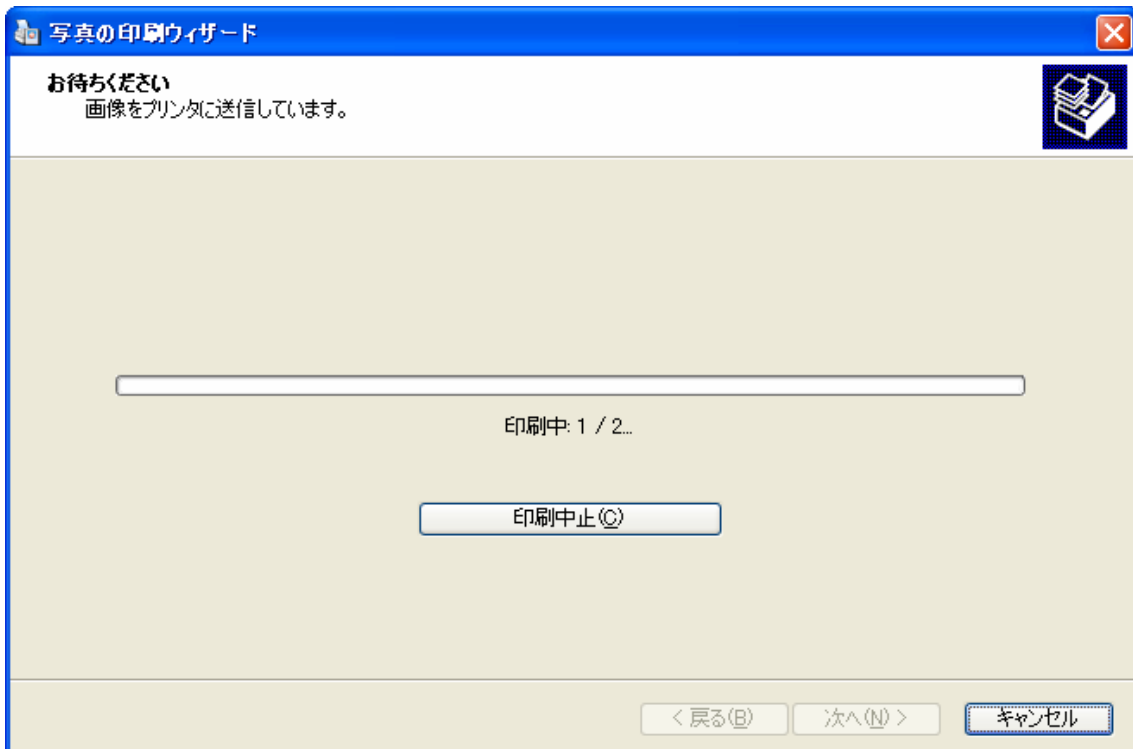 写真の印刷ウィザード
お待ちください
画像をプリンタに送信しています。
印刷中: 1 / 2...
印刷中止(C)
< 戻る(B) 次へ(N) > キャンセル